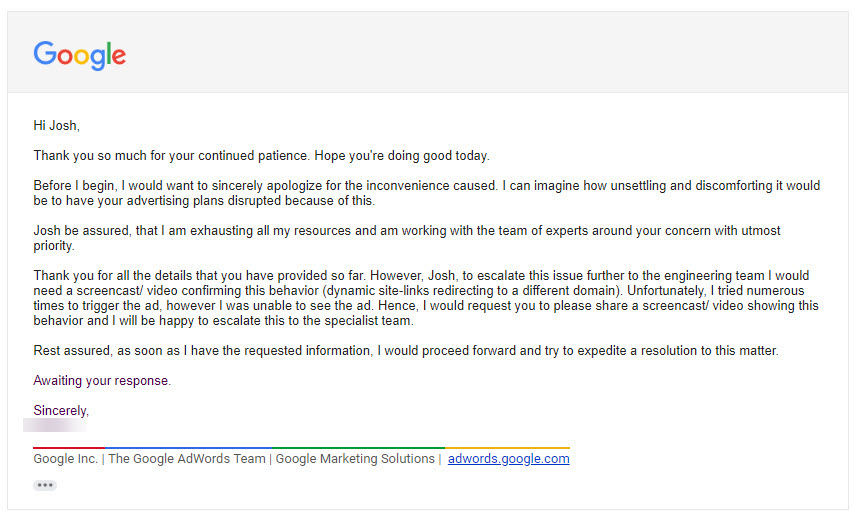 Google
Hi Josh,
Thank you so much for your continued patience. Hope you're doing good today.
Before I begin, I would want to sincerely apologize for the inconvenience caused. I can imagine how unsettling and discomforting it would
be to have your advertising plans disrupted because of this.
Josh be assured, that I am exhausting all my resources and am working with the team of experts around your concern with utmost
priority.
Thank you for all the details that you have provided so far. However, Josh, to escalate this issue further to the engineering team I would
need a screencast/ video confirming this behavior (dynamic site-links redirecting to a different domain). Unfortunately, I tried numerous
times to trigger the ad, however I was unable to see the ad. Hence, I would request you to please share a screencast/ video showing this
behavior and I will be happy to escalate this to the specialist team.
Rest assured, as soon as I have the requested information, I would proceed forward and try to expedite a resolution to this matter.
Awaiting your response.
Sincerely,
Google Inc. | The Google AdWords Team | Google Marketing Solutions | adwords.google.com